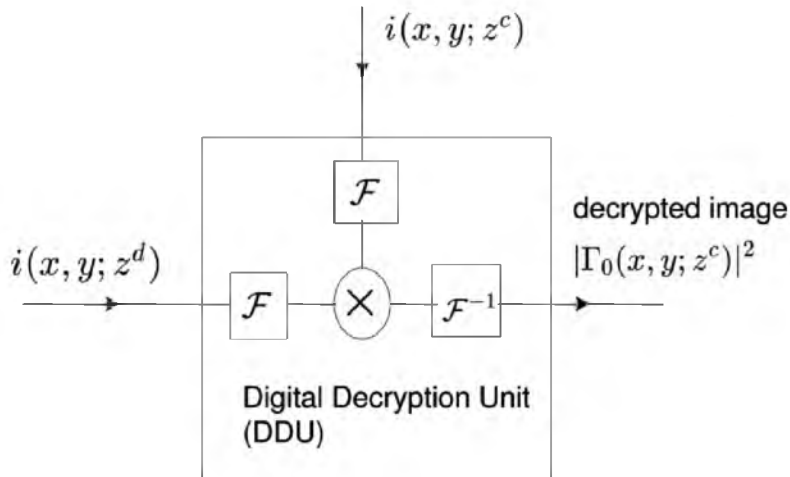 i(x, y; z^c)
ℱ
decrypted image
i(x, y; z^d)
|Γ_0(x, y; z^c)|^2
ℱ
×
ℱ^{-1}
Digital Decryption Unit
(DDU)